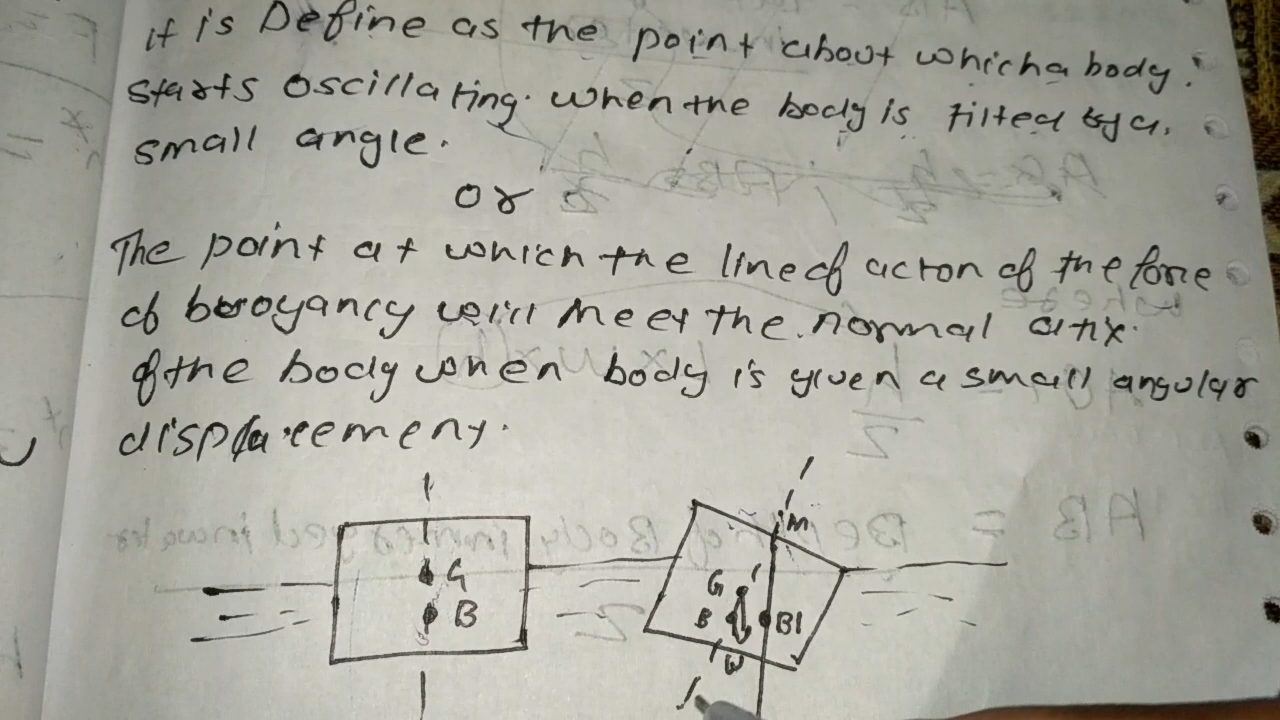 it is Define as the point about which a body
starts oscillating. when the body is tilted by a
small angle.
or
The point at which the line of acton of the force
of buoyancy will meet the normal
of the body when body is given a small angular
displacement.
G
B
M
G
B
B1
W
AB =